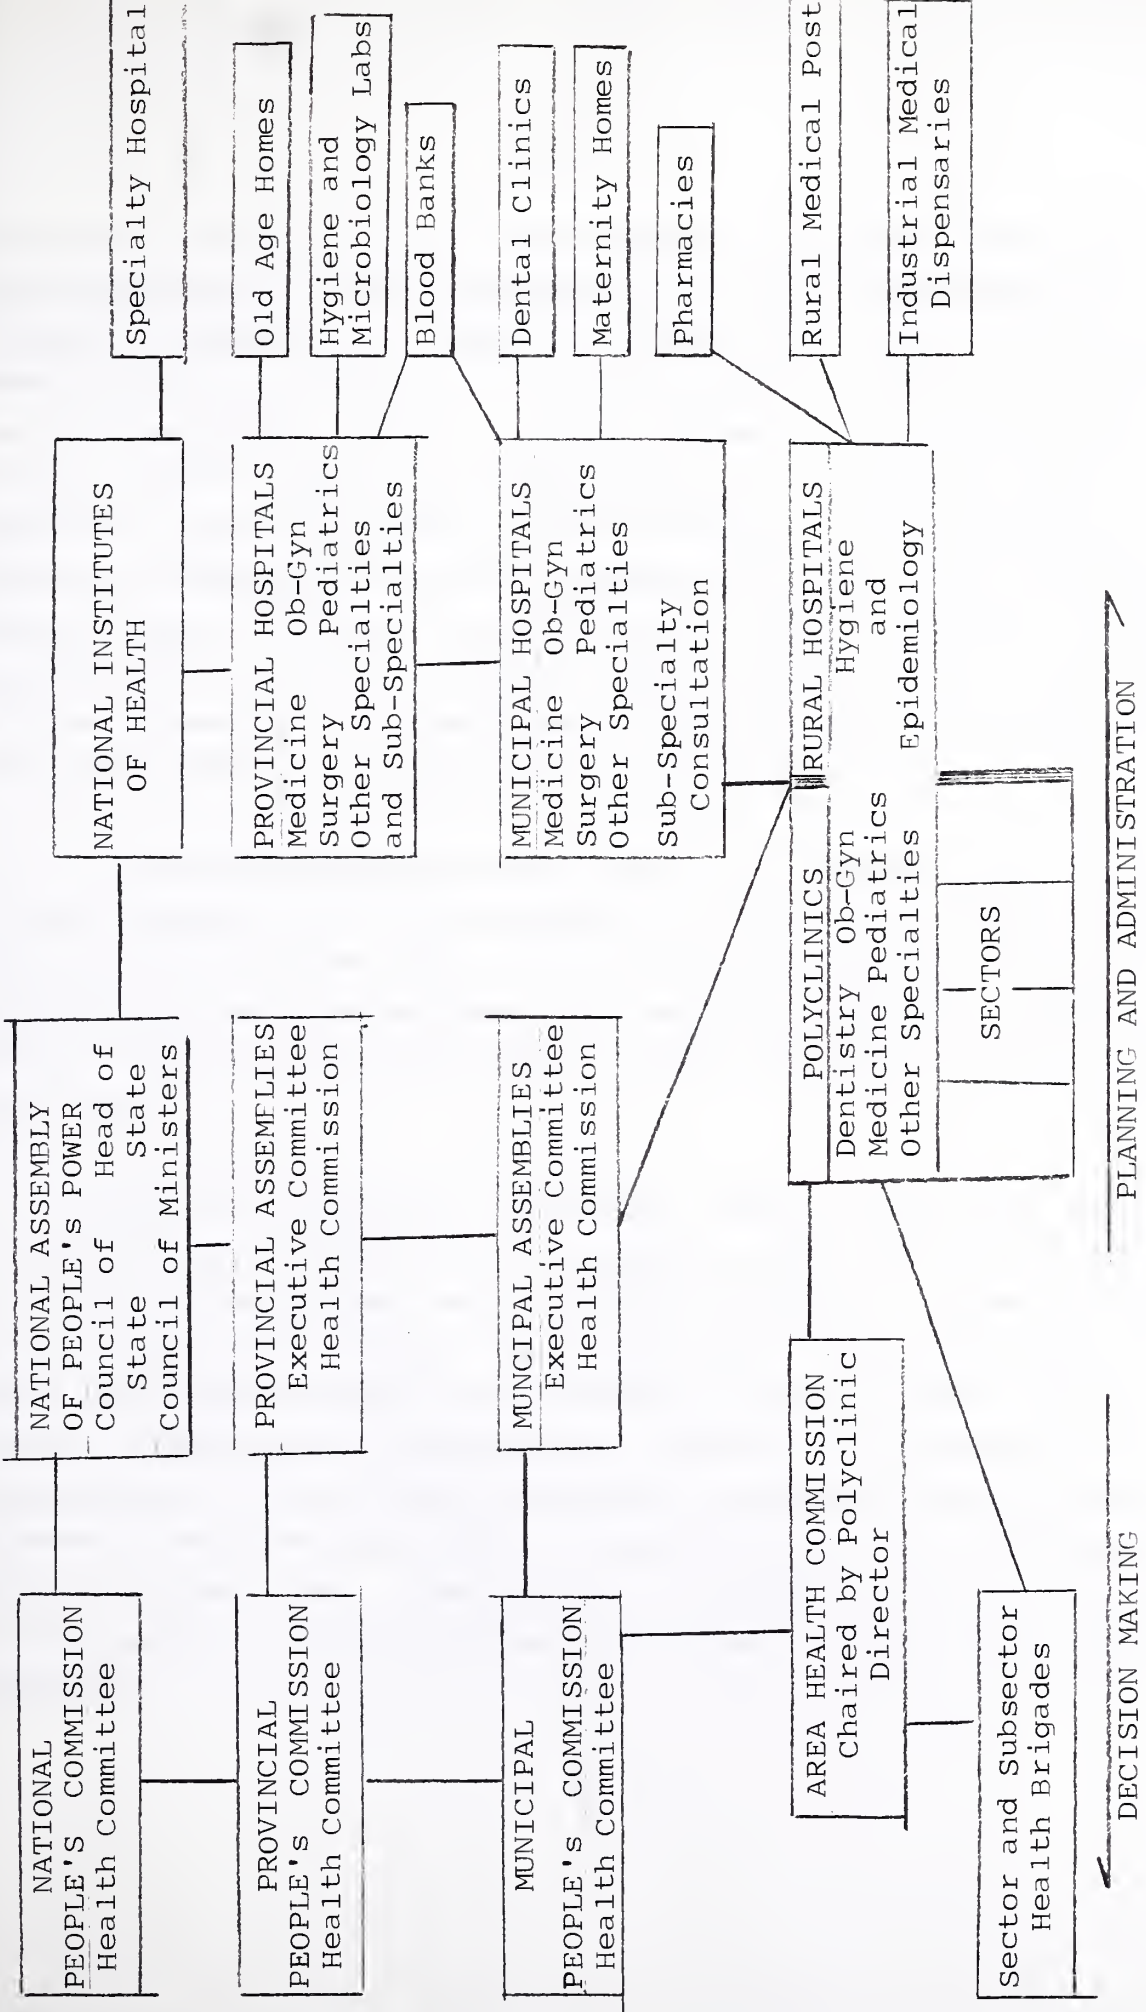 NATIONAL
PEOPLE'S COMMISSION
Health Committee
NATIONAL ASSEMBLY
OF PEOPLE'S POWER
Council of Head of
State State
Council of Ministers
NATIONAL INSTITUTES
OF HEALTH
Specialty Hospital
PROVINCIAL
PEOPLE'S COMMISSION
Health Committee
PROVINCIAL ASSEMFLIES
Executive Committee
Health Commission
PROVINCIAL HOSPITALS
Medicine Ob-Gyn
Surgery Pediatrics
Other Specialties
and Sub-Specialties
Old Age Homes
Hygiene and
Microbiology Labs
Blood Banks
MUNICIPAL
PEOPLE'S COMMISSION
Health Committee
MUNCIPAL ASSEMBLIES
Executive Committee
Health Commission
MUNICIPAL HOSPITALS
Medicine Ob-Gyn
Surgery Pediatrics
Other Specialties
Sub-Specialty
Consultation
Dental Clinics
Maternity Homes
Pharmacies
AREA HEALTH COMMISSION
Chaired by Polyclinic
Director
POLYCLINICS
Dentistry Ob-Gyn
Medicine Pediatrics
Other Specialties
RURAL HOSPITALS
Hygiene
and
Epidemiology
Rural Medical Post
Industrial Medical
Dispensaries
Sector and Subsector
Health Brigades
SECTORS
DECISION MAKING
PLANNING AND ADMINISTRATION